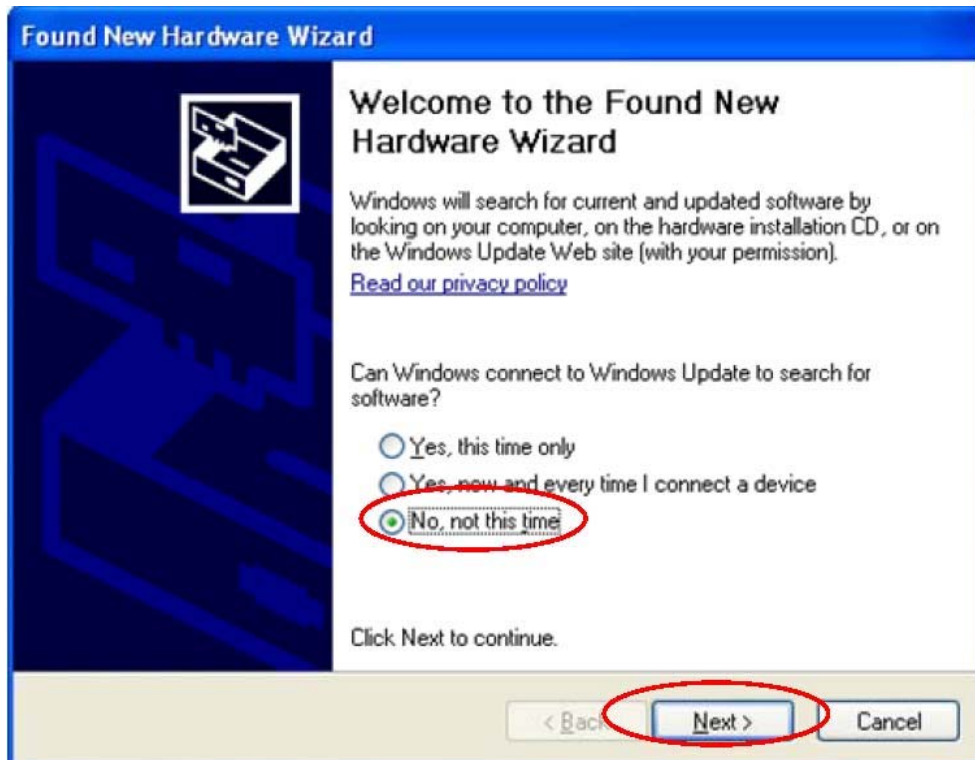 Found New Hardware Wizard
Welcome to the Found New
Hardware Wizard
Windows will search for current and updated software by
looking on your computer, on the hardware installation CD, or on
the Windows Update Web site (with your permission).
Read our privacy policy
Can Windows connect to Windows Update to search for
software?
Yes, this time only
Yes, now and every time I connect a device
No, not this time
Click Next to continue.
< Back
Next >
Cancel